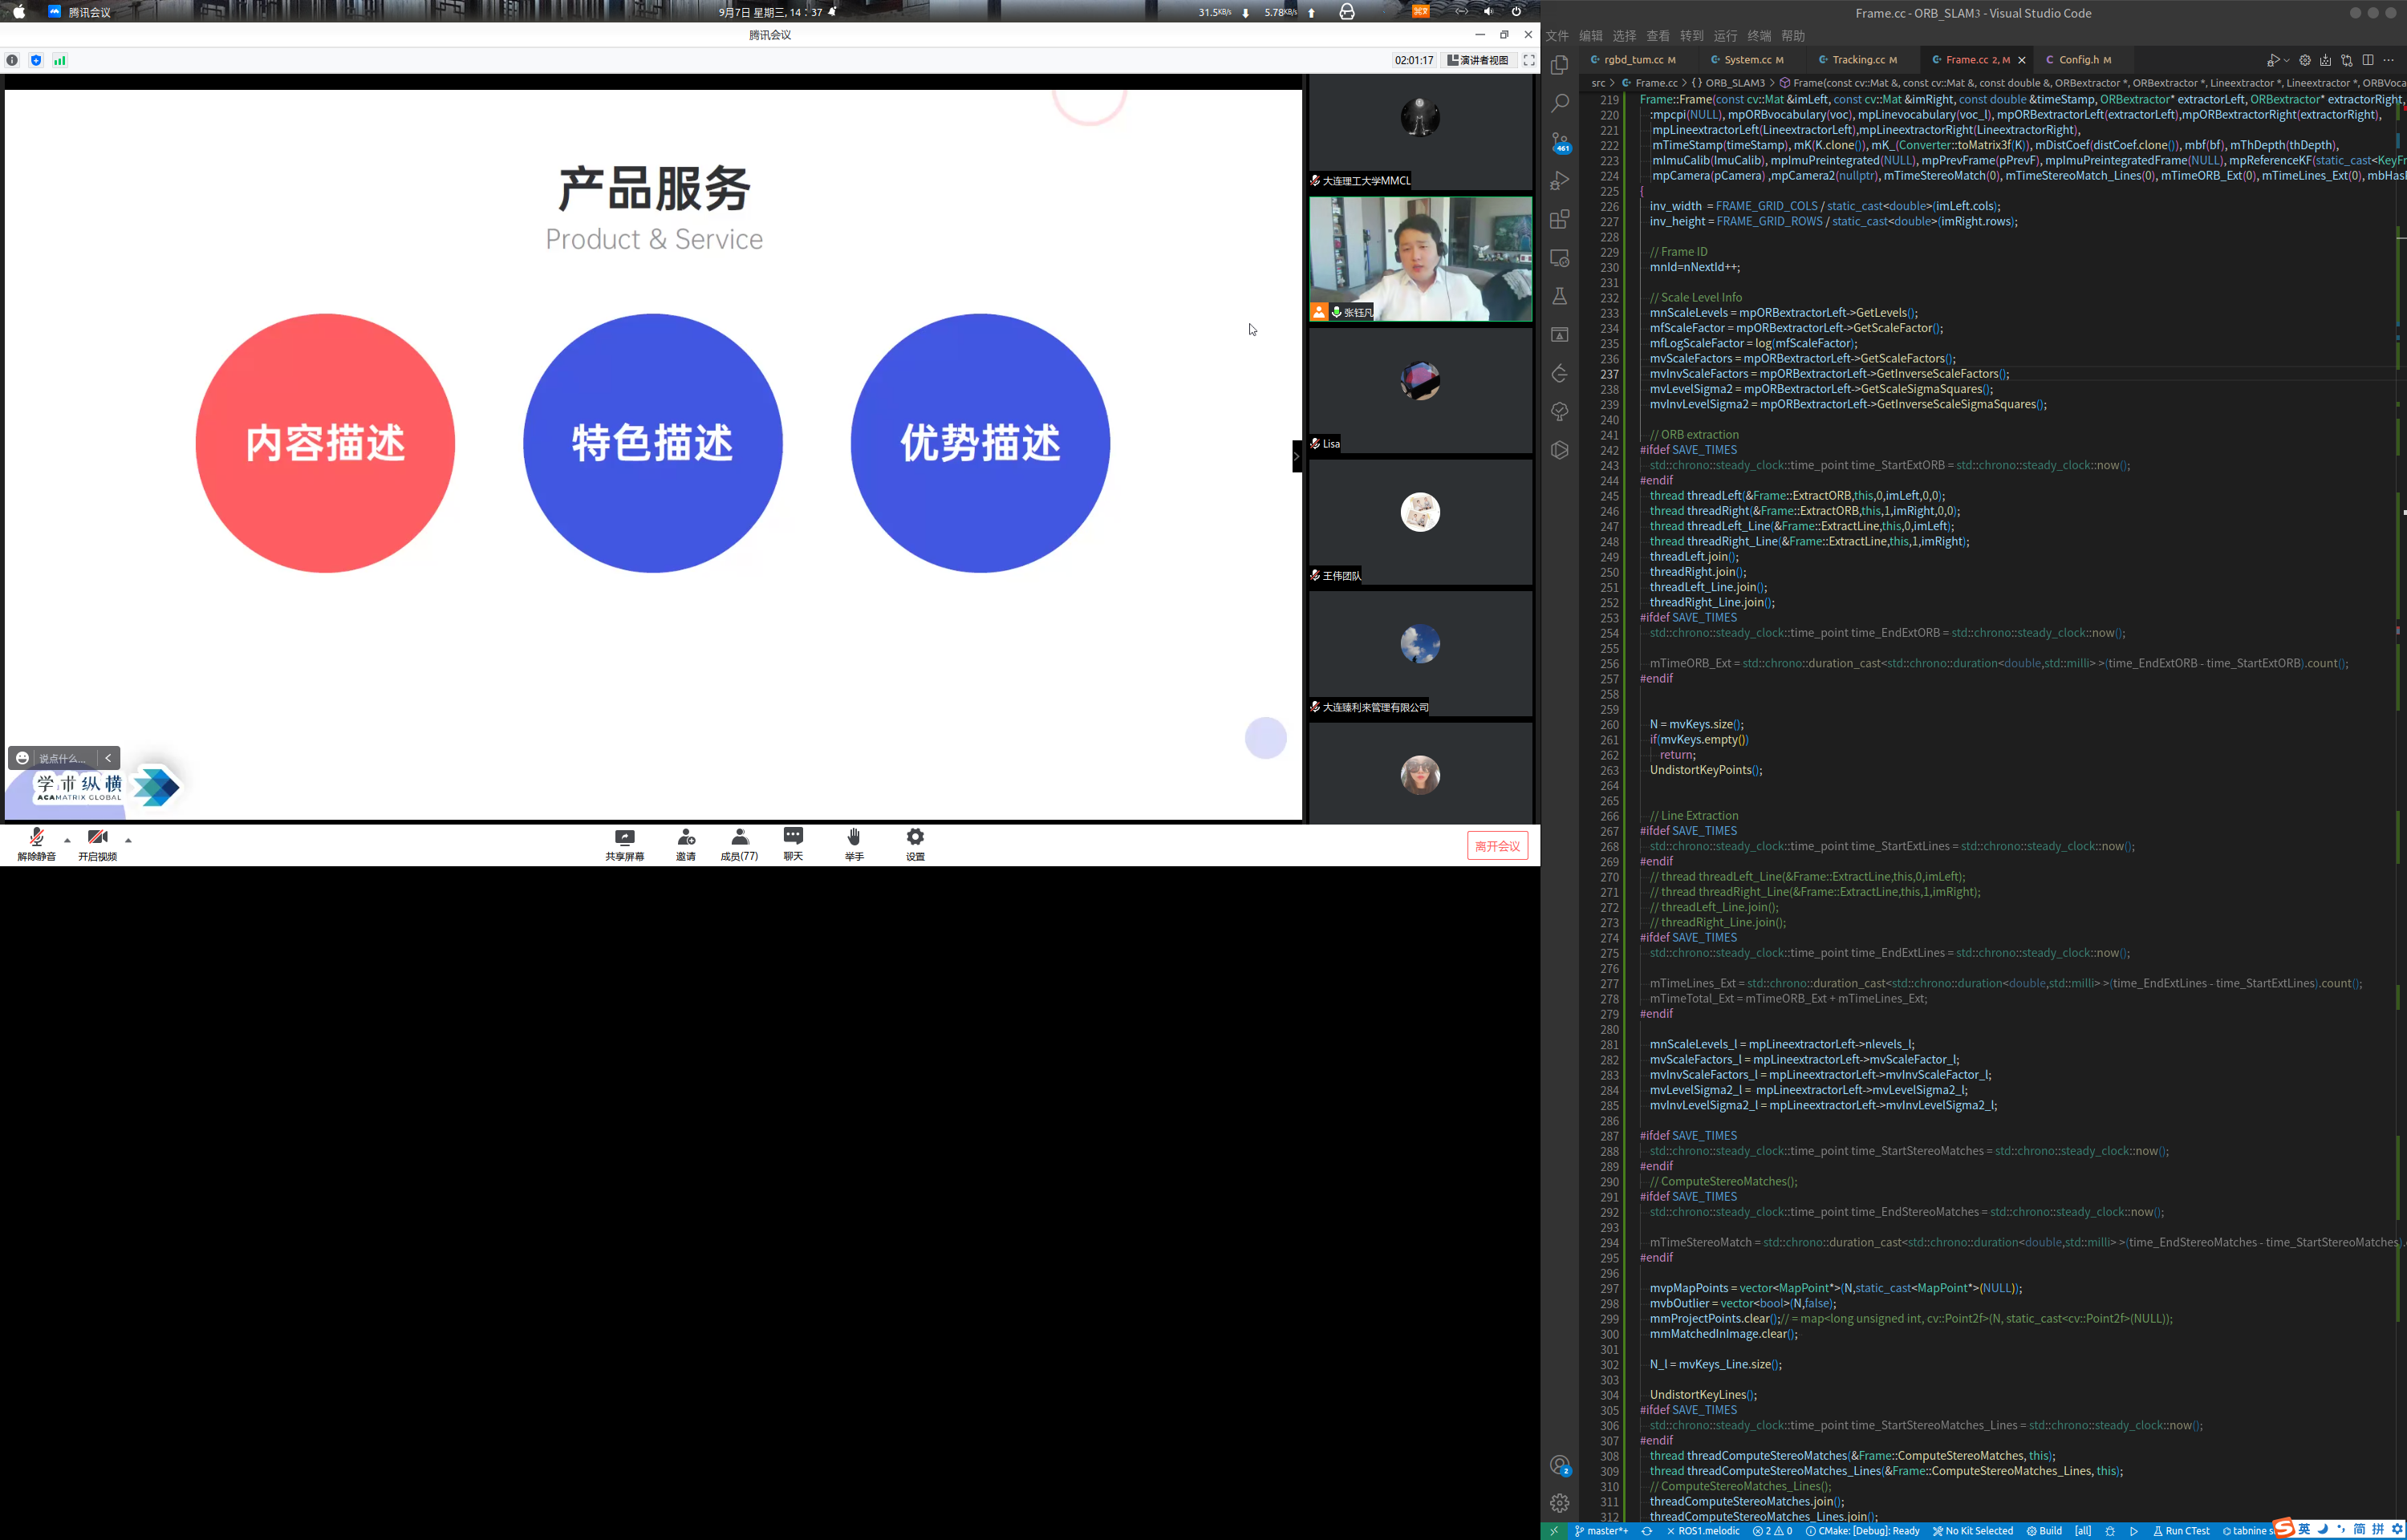 腾讯会议
9月7日 星期三, 14：37
31.5KB/s
5.78KB/s
腾讯会议
02:01:17
演讲者视图
产品服务
Product & Service
内容描述
特色描述
优势描述
说点什么...
学术纵横
ACAMATRIX GLOBAL
大连理工大学MMCL
张钰凡
Lisa
王伟团队
大连臻利来管理有限公司
解除静音
开启视频
共享屏幕
邀请
成员(77)
聊天
举手
设置
离开会议
Frame.cc - ORB_SLAM3 - Visual Studio Code
文件 编辑 选择 查看 转到 运行 终端 帮助
rgbd_tum.cc M
System.cc M
Tracking.cc M
Frame.cc 2, M
C Config.h M
src > Frame.cc > {} ORB_SLAM3 > Frame(const cv::Mat &, const cv::Mat &, const double &, ORBextractor *, ORBextractor *, Lineextractor *, Lineextractor *, ORBVoca
219 Frame::Frame(const cv::Mat &imLeft, const cv::Mat &imRight, const double &timeStamp, ORBextractor* extractorLeft, ORBextractor* extractorRight,
220 :mpcpi(NULL), mpORBvocabulary(voc), mpLinevocabulary(voc_l), mpORBextractorLeft(extractorLeft),mpORBextractorRight(extractorRight),
221 mpLineextractorLeft(LineextractorLeft),mpLineextractorRight(LineextractorRight),
222 mTimeStamp(timeStamp), mK(K.clone()), mK_(Converter::toMatrix3f(K)), mDistCoef(distCoef.clone()), mbf(bf), mThDepth(thDepth),
223 mImuCalib(ImuCalib), mpImuPreintegrated(NULL), mpPrevFrame(pPrevF), mpImuPreintegratedFrame(NULL), mpReferenceKF(static_cast<KeyFr
224 mpCamera(pCamera) ,mpCamera2(nullptr), mTimeStereoMatch(0), mTimeStereoMatch_Lines(0), mTimeORB_Ext(0), mTimeLines_Ext(0), mbHas
225 {
226 inv_width = FRAME_GRID_COLS / static_cast<double>(imLeft.cols);
227 inv_height = FRAME_GRID_ROWS / static_cast<double>(imRight.rows);
228
229 // Frame ID
230 mnId=nNextId++;
231
232 // Scale Level Info
233 mnScaleLevels = mpORBextractorLeft->GetLevels();
234 mfScaleFactor = mpORBextractorLeft->GetScaleFactor();
235 mfLogScaleFactor = log(mfScaleFactor);
236 mvScaleFactors = mpORBextractorLeft->GetScaleFactors();
237 mvInvScaleFactors = mpORBextractorLeft->GetInverseScaleFactors();
238 mvLevelSigma2 = mpORBextractorLeft->GetScaleSigmaSquares();
239 mvInvLevelSigma2 = mpORBextractorLeft->GetInverseScaleSigmaSquares();
240
241 // ORB extraction
242 #ifdef SAVE_TIMES
243 std::chrono::steady_clock::time_point time_StartExtORB = std::chrono::steady_clock::now();
244 #endif
245 thread threadLeft(&Frame::ExtractORB,this,0,imLeft,0,0);
246 thread threadRight(&Frame::ExtractORB,this,1,imRight,0,0);
247 thread threadLeft_Line(&Frame::ExtractLine,this,0,imLeft);
248 thread threadRight_Line(&Frame::ExtractLine,this,1,imRight);
249 threadLeft.join();
250 threadRight.join();
251 threadLeft_Line.join();
252 threadRight_Line.join();
253 #ifdef SAVE_TIMES
254 std::chrono::steady_clock::time_point time_EndExtORB = std::chrono::steady_clock::now();
255
256 mTimeORB_Ext = std::chrono::duration_cast<std::chrono::duration<double,std::milli> >(time_EndExtORB - time_StartExtORB).count();
257 #endif
258
259
260 N = mvKeys.size();
261 if(mvKeys.empty())
262 return;
263 UndistortKeyPoints();
264
265
266 // Line Extraction
267 #ifdef SAVE_TIMES
268 std::chrono::steady_clock::time_point time_StartExtLines = std::chrono::steady_clock::now();
269 #endif
270 // thread threadLeft_Line(&Frame::ExtractLine,this,0,imLeft);
271 // thread threadRight_Line(&Frame::ExtractLine,this,1,imRight);
272 // threadLeft_Line.join();
273 // threadRight_Line.join();
274 #ifdef SAVE_TIMES
275 std::chrono::steady_clock::time_point time_EndExtLines = std::chrono::steady_clock::now();
276
277 mTimeLines_Ext = std::chrono::duration_cast<std::chrono::duration<double,std::milli> >(time_EndExtLines - time_StartExtLines).count();
278 mTimeTotal_Ext = mTimeORB_Ext + mTimeLines_Ext;
279 #endif
280
281 mnScaleLevels_l = mpLineextractorLeft->nlevels_l;
282 mvScaleFactors_l = mpLineextractorLeft->mvScaleFactor_l;
283 mvInvScaleFactors_l = mpLineextractorLeft->mvInvScaleFactor_l;
284 mvLevelSigma2_l = mpLineextractorLeft->mvLevelSigma2_l;
285 mvInvLevelSigma2_l = mpLineextractorLeft->mvInvLevelSigma2_l;
286
287 #ifdef SAVE_TIMES
288 std::chrono::steady_clock::time_point time_StartStereoMatches = std::chrono::steady_clock::now();
289 #endif
290 // ComputeStereoMatches();
291 #ifdef SAVE_TIMES
292 std::chrono::steady_clock::time_point time_EndStereoMatches = std::chrono::steady_clock::now();
293
294 mTimeStereoMatch = std::chrono::duration_cast<std::chrono::duration<double,std::milli> >(time_EndStereoMatches - time_StartStereoMatches).
295 #endif
296
297 mvpMapPoints = vector<MapPoint*>(N,static_cast<MapPoint*>(NULL));
298 mvbOutlier = vector<bool>(N,false);
299 mmProjectPoints.clear();// = map<long unsigned int, cv::Point2f>(N, static_cast<cv::Point2f>(NULL));
300 mmMatchedInImage.clear();
301
302 N_l = mvKeys_Line.size();
303
304 UndistortKeyLines();
305 #ifdef SAVE_TIMES
306 std::chrono::steady_clock::time_point time_StartStereoMatches_Lines = std::chrono::steady_clock::now();
307 #endif
308 thread threadComputeStereoMatches(&Frame::ComputeStereoMatches, this);
309 thread threadComputeStereoMatches_Lines(&Frame::ComputeStereoMatches_Lines, this);
310 // ComputeStereoMatches_Lines();
311 threadComputeStereoMatches.join();
312 threadComputeStereoMatches_Lines.join();
461
2
master*+ ROS1.melodic 2 0 CMake: [Debug]: Ready No Kit Selected Build [all] Run CTest tabnine s
英 简 拼